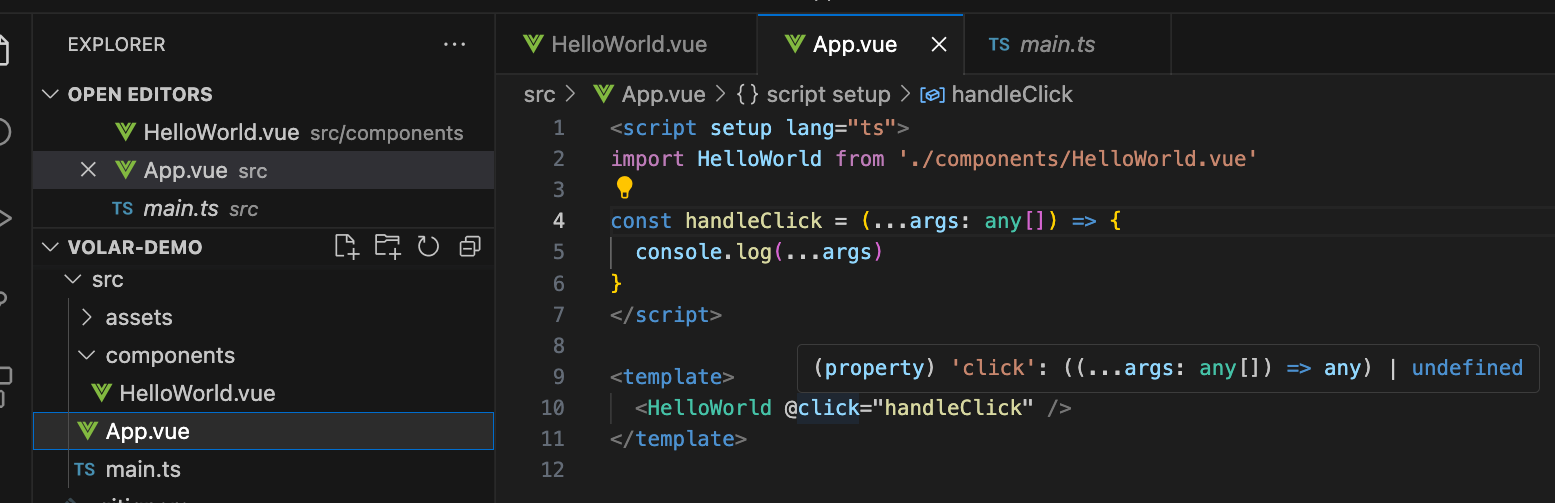 EXPLORER
...
OPEN EDITORS
HelloWorld.vue src/components
App.vue src
TS main.ts src
VOLAR-DEMO
src
assets
components
HelloWorld.vue
App.vue
TS main.ts
HelloWorld.vue
App.vue
TS main.ts
src > App.vue > {} script setup > handleClick
1 <script setup lang="ts">
2 import HelloWorld from './components/HelloWorld.vue'
3
4 const handleClick = (...args: any[]) => {
5 console.log(...args)
6 }
7 </script>
8
(property) 'click': ((...args: any[]) => any) | undefined
9 <template>
10 <HelloWorld @click="handleClick" />
11 </template>
12